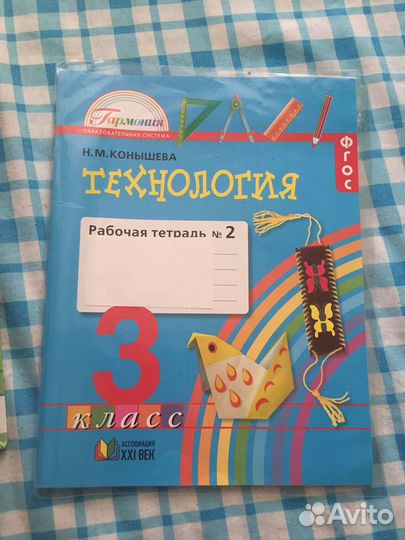 Гармония
ОБРАЗОВАТЕЛЬНАЯ СИСТЕМА
ФГОС
Н.М.КОНЫШЕВА
ТЕХНОЛОГИЯ
Рабочая тетрадь № 2
3
класс
АССОЦИАЦИЯ
XXI ВЕК
Avito